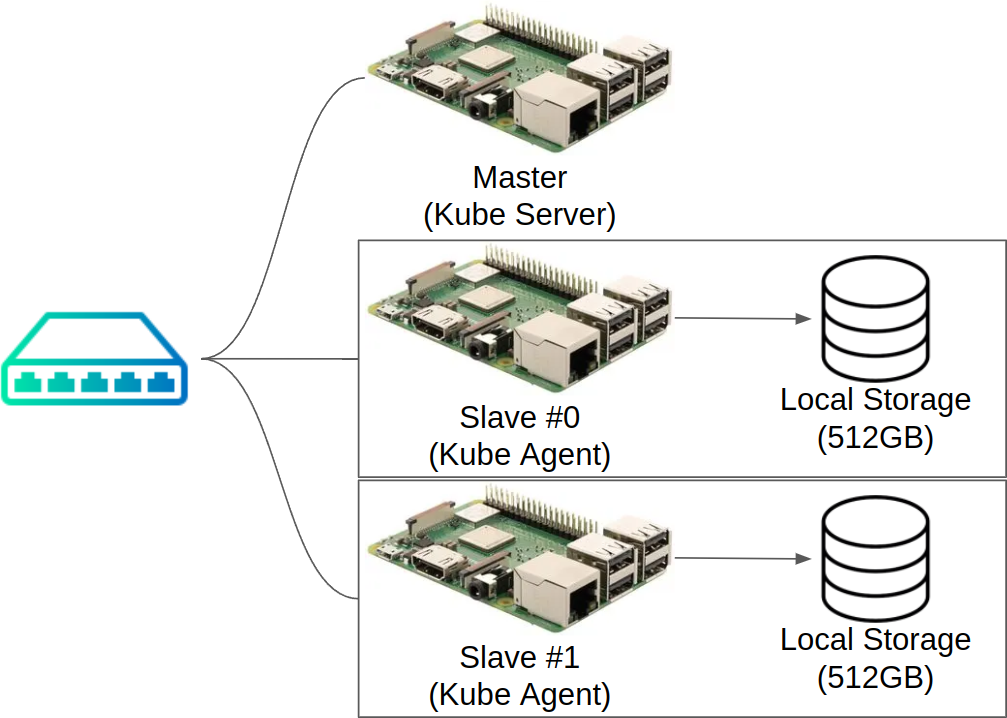 Master
(Kube Server)
Slave #0
(Kube Agent)
Local Storage
(512GB)
Slave #1
(Kube Agent)
Local Storage
(512GB)